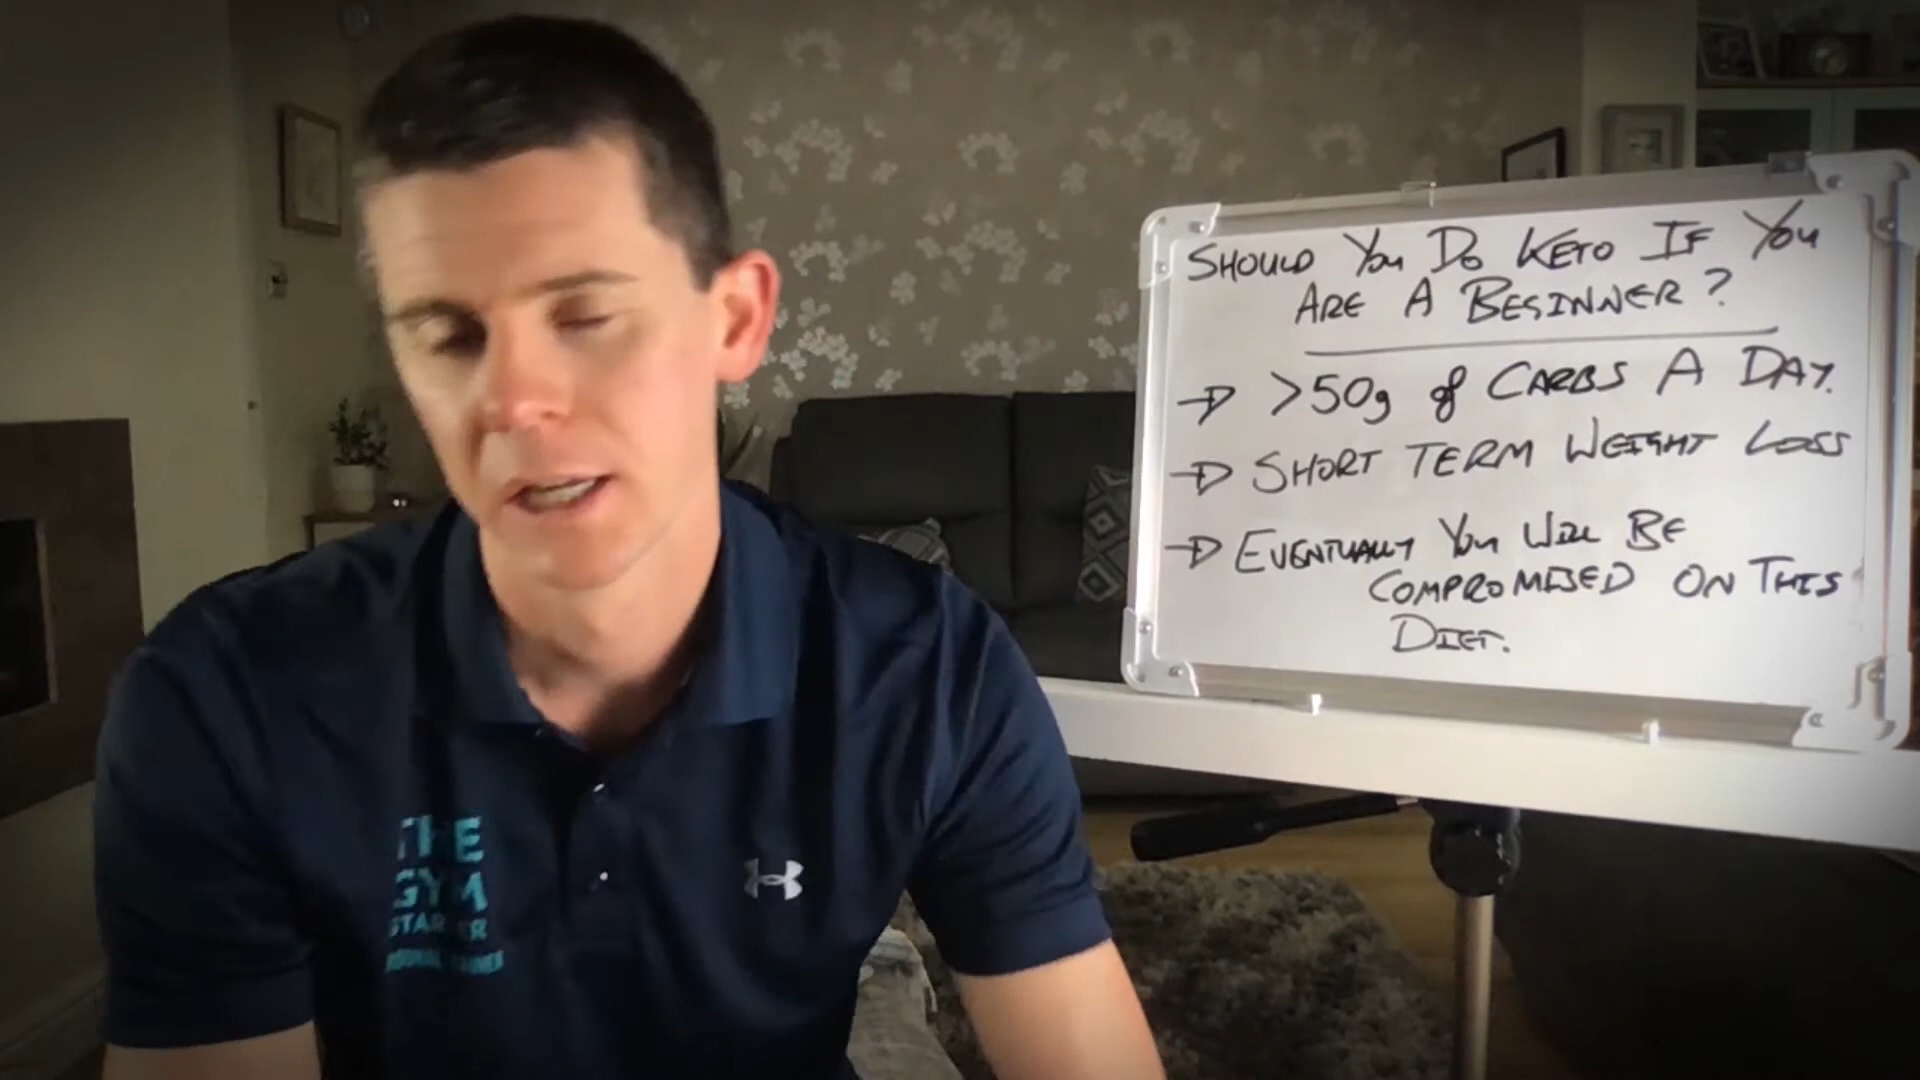 SHOULD YOU DO KETO IF YOU
ARE A BEGINNER?
→ >50g of CARBS A DAY.
→ SHORT TERM WEIGHT LOSS
→ EVENTUALLY YOU WILL BE
COMPROMISED ON THIS
DIET.
THE
GYM
STARTER